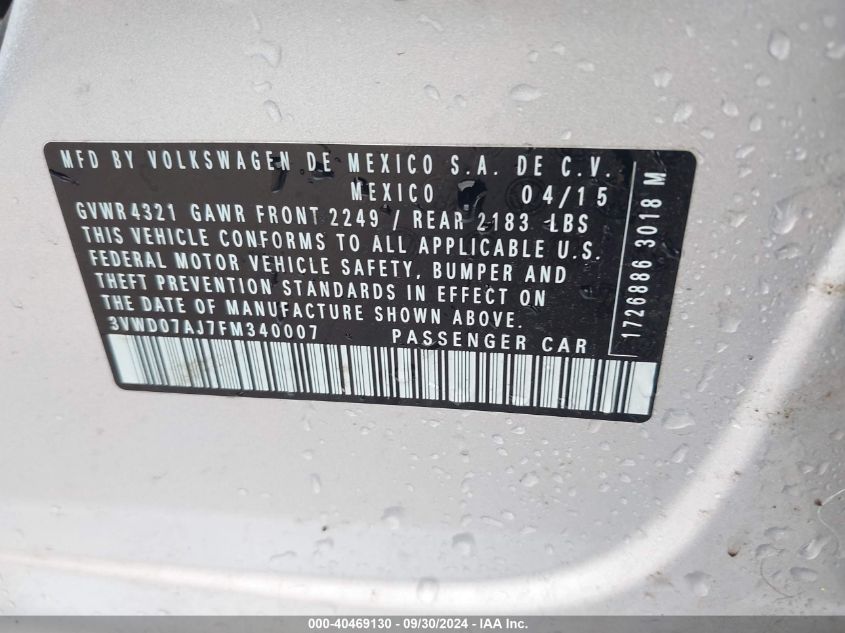 MFD BY VOLKSWAGEN DE MEXICO S.A. DE C.V.
MEXICO 04/15
GVWR 4321 GAWR FRONT 2249 / REAR 2183 LBS
THIS VEHICLE CONFORMS TO ALL APPLICABLE U.S.
FEDERAL MOTOR VEHICLE SAFETY, BUMPER AND
THEFT PREVENTION STANDARDS IN EFFECT ON
THE DATE OF MANUFACTURE SHOWN ABOVE.
3VWD07AJ7FM340007 PASSENGER CAR
1726886 3018 M
000-40469130 - 09/30/2024 - IAA Inc.